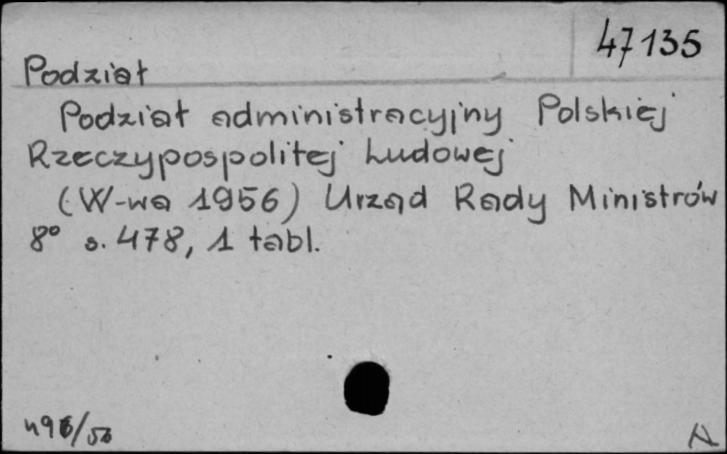 47135
Podział
Podział administracyjny Polskiej
Rzeczypospolitej Ludowej
(W-wa 1956) Urząd Rady Ministrów
8° s. 478, 1 tabl.